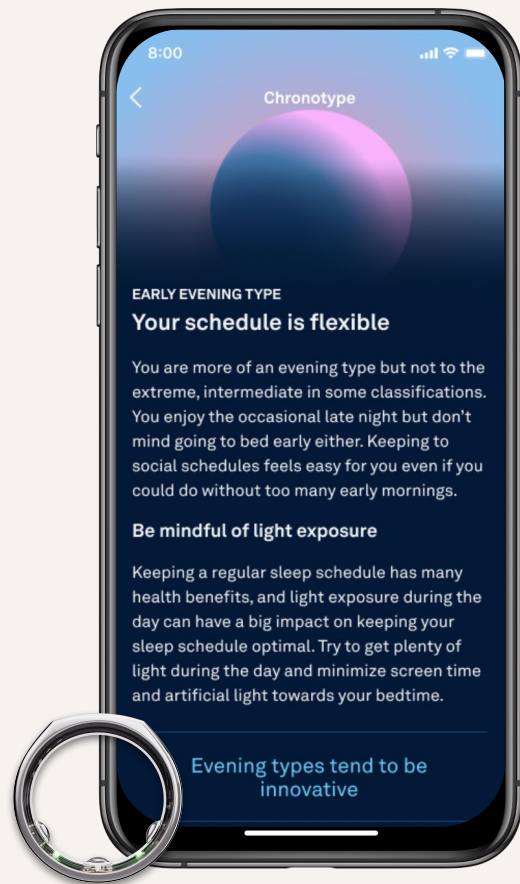 8:00
Chronotype
EARLY EVENING TYPE
Your schedule is flexible
You are more of an evening type but not to the
extreme, intermediate in some classifications.
You enjoy the occasional late night but don't
mind going to bed early either. Keeping to
social schedules feels easy for you even if you
could do without too many early mornings.
Be mindful of light exposure
Keeping a regular sleep schedule has many
health benefits, and light exposure during the
day can have a big impact on keeping your
sleep schedule optimal. Try to get plenty of
light during the day and minimize screen time
and artificial light towards your bedtime.
Evening types tend to be
innovative